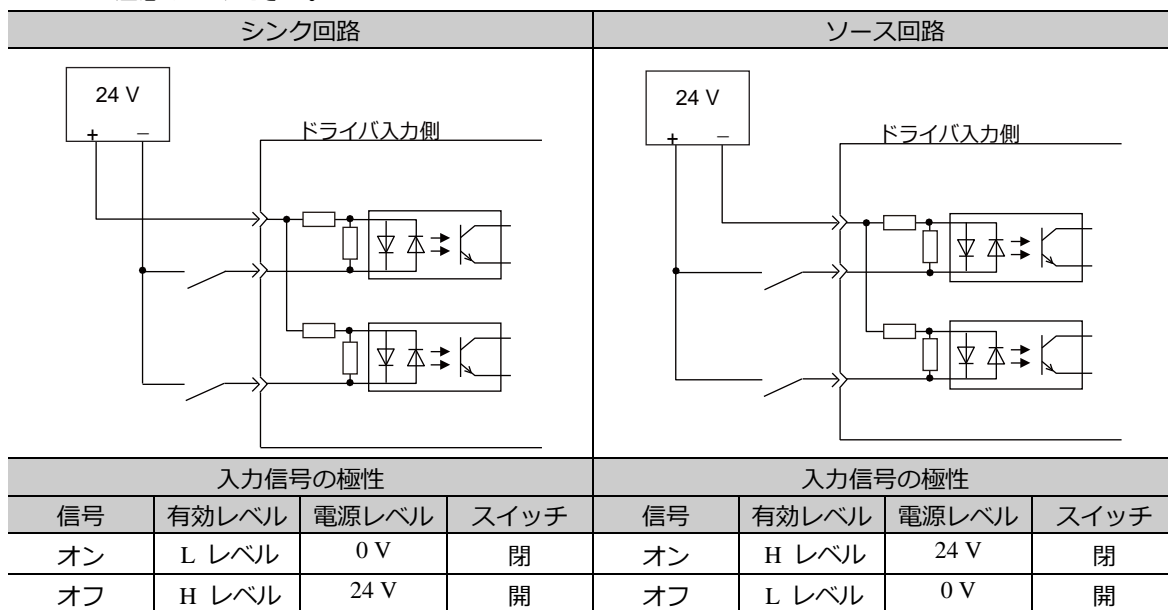 シンク回路 ソース回路
24 V
+ −
ドライバ入力側
24 V
+ −
ドライバ入力側
入力信号の極性 入力信号の極性
信号 有効レベル 電源レベル スイッチ 信号 有効レベル 電源レベル スイッチ
オン L レベル 0 V 閉 オン H レベル 24 V 閉
オフ H レベル 24 V 開 オフ L レベル 0 V 開